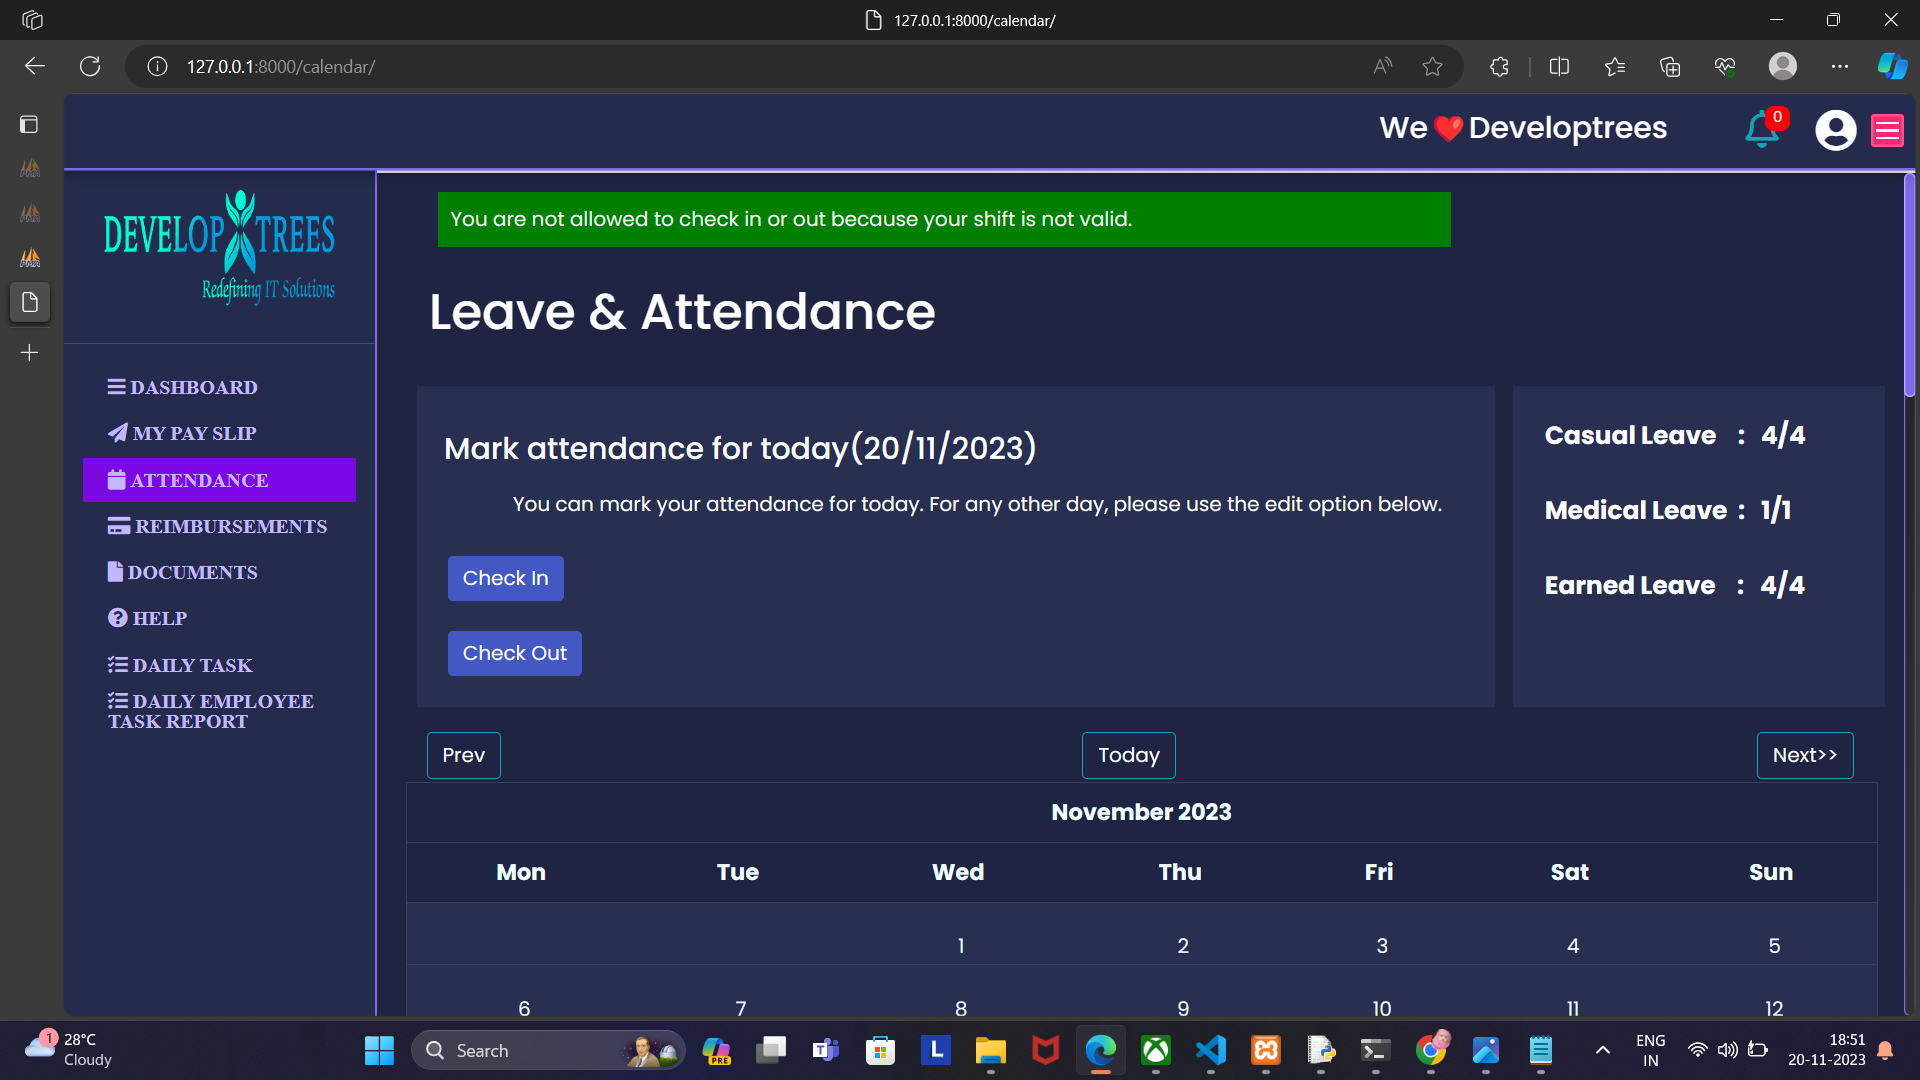 127.0.0.1:8000/calendar/
127.0.0.1:8000/calendar/
We ❤️ Developtrees
0
DEVELOP TREES
Redefining IT Solutions
DASHBOARD
MY PAY SLIP
ATTENDANCE
REIMBURSEMENTS
DOCUMENTS
HELP
DAILY TASK
DAILY EMPLOYEE
TASK REPORT
You are not allowed to check in or out because your shift is not valid.
Leave & Attendance
Mark attendance for today(20/11/2023)
You can mark your attendance for today. For any other day, please use the edit option below.
Check In
Check Out
Casual Leave : 4/4
Medical Leave : 1/1
Earned Leave : 4/4
Prev Today Next>>
November 2023
Mon Tue Wed Thu Fri Sat Sun
1 2 3 4 5
6 7 8 9 10 11 12
1
28°C
Cloudy
Search
PRE
L
ENG
IN
18:51
20-11-2023